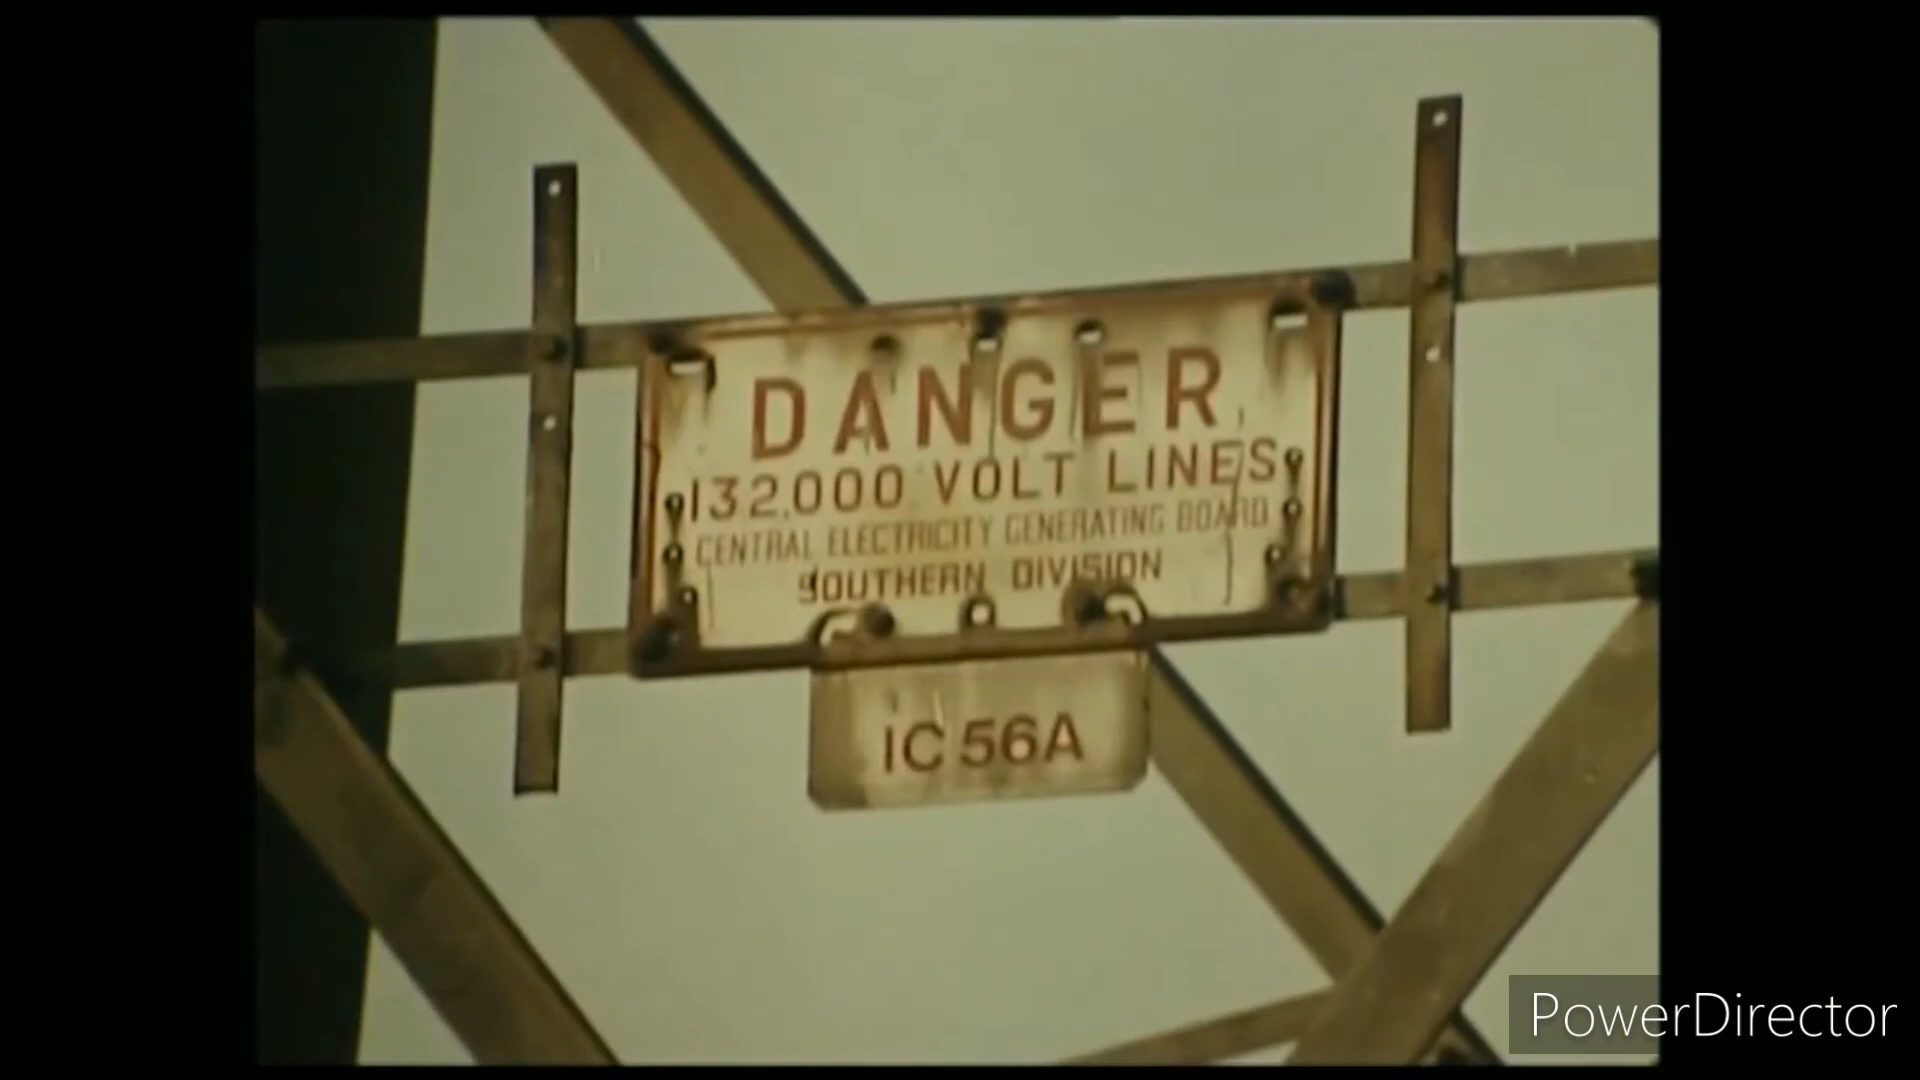 DANGER
132,000 VOLT LINES
CENTRAL ELECTRICITY GENERATING BOARD
SOUTHERN DIVISION
IC 56A
PowerDirector